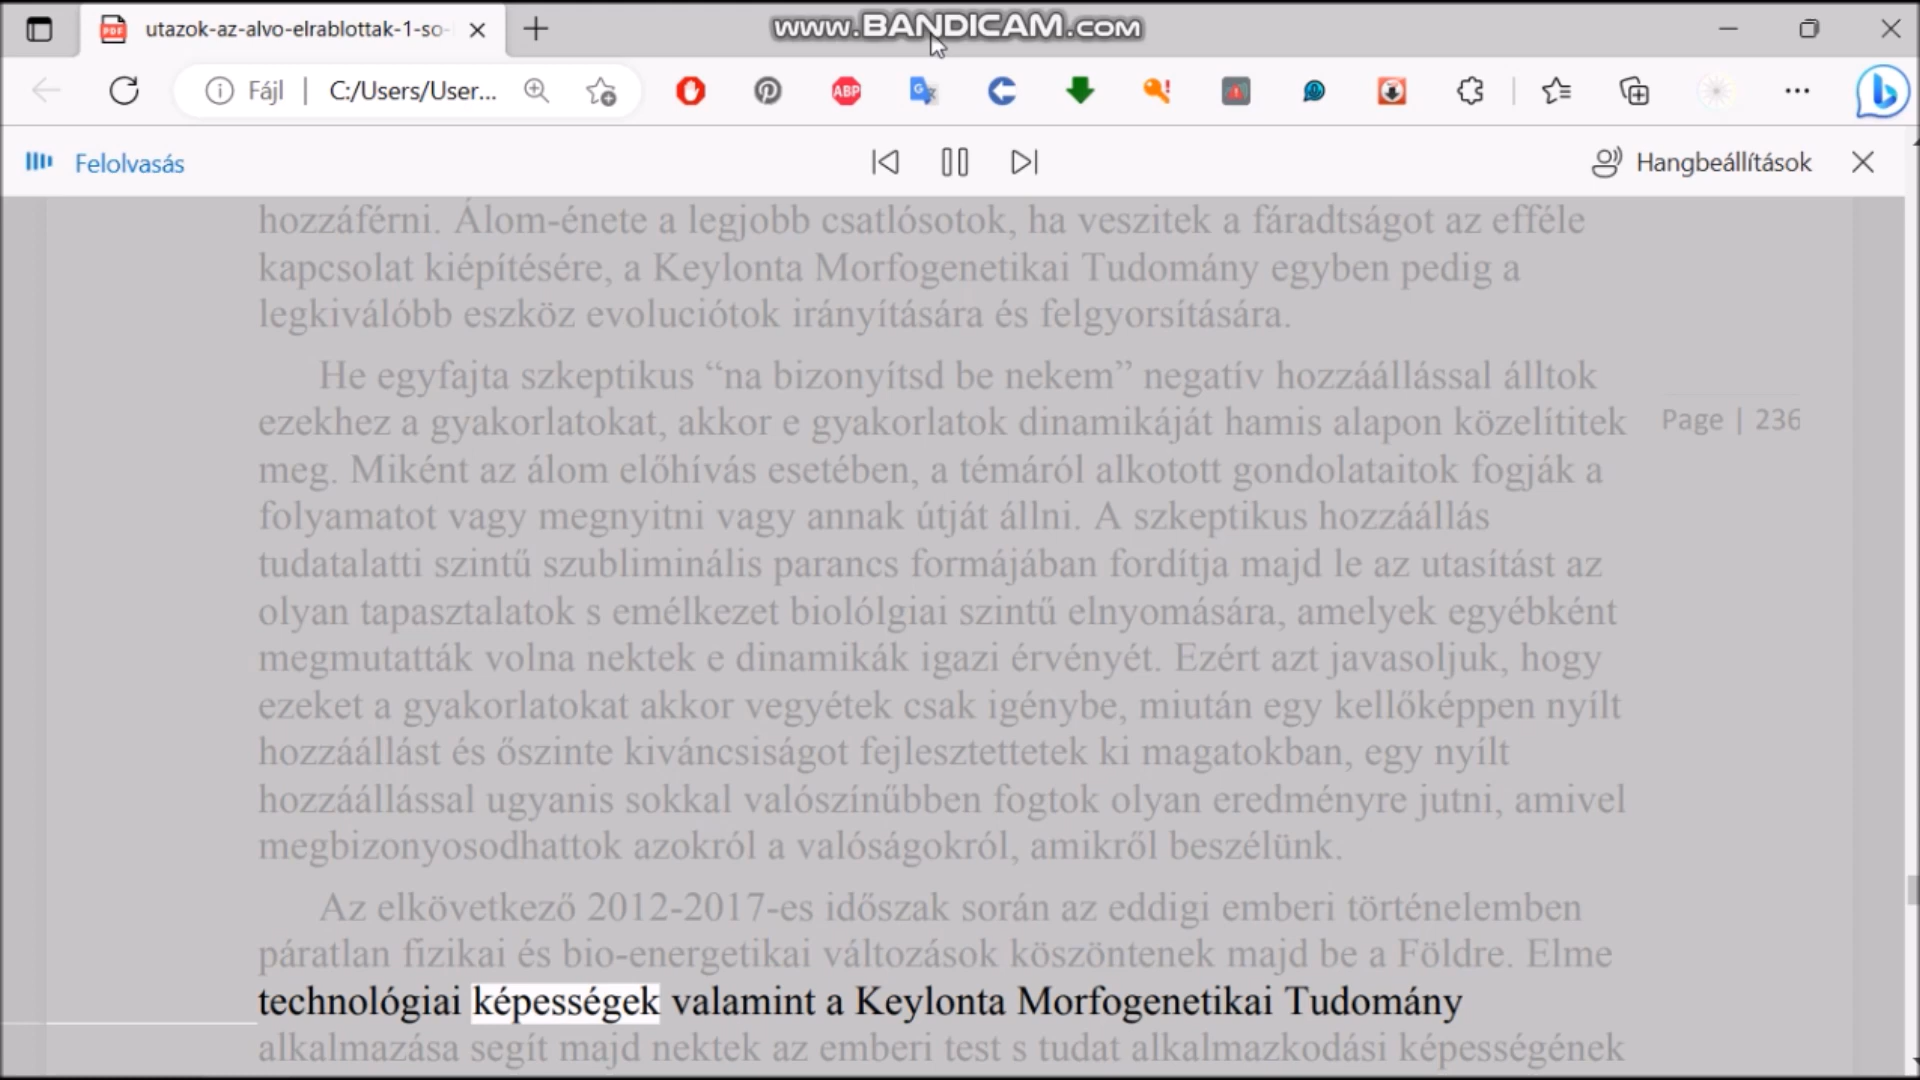 utazok-az-alvo-elrablottak-1-so-
www.BANDICAM.com
Fájl
C:/Users/User...
ABP
Felolvasás
Hangbeállítások
hozzáférni. Álom-énete a legjobb csatlósotok, ha veszitek a fáradtságot az efféle
kapcsolat kiépítésére, a Keylonta Morfogenetikai Tudomány egyben pedig a
legkiválóbb eszköz evoluciótok irányítására és felgyorsítására.
He egyfajta szkeptikus “na bizonyítsd be nekem” negatív hozzáállással álltok
ezekhez a gyakorlatokat, akkor e gyakorlatok dinamikáját hamis alapon közelítitek
Page | 236
meg. Miként az álom előhívás esetében, a témáról alkotott gondolataitok fogják a
folyamatot vagy megnyitni vagy annak útját állni. A szkeptikus hozzáállás
tudatalatti szintű szubliminális parancs formájában fordítja majd le az utasítást az
olyan tapasztalatok s emélkezet biolólgiai szintű elnyomására, amelyek egyébként
megmutatták volna nektek e dinamikák igazi érvényét. Ezért azt javasoljuk, hogy
ezeket a gyakorlatokat akkor vegyétek csak igénybe, miután egy kellőképpen nyílt
hozzáállást és őszinte kiváncsiságot fejlesztettetek ki magatokban, egy nyílt
hozzáállással ugyanis sokkal valószínűbben fogtok olyan eredményre jutni, amivel
megbizonyosodhattok azokról a valóságokról, amikről beszélünk.
Az elkövetkező 2012-2017-es időszak során az eddigi emberi történelemben
páratlan fizikai és bio-energetikai változások köszöntenek majd be a Földre. Elme
technológiai képességek valamint a Keylonta Morfogenetikai Tudomány
alkalmazása segít majd nektek az emberi test s tudat alkalmazkodási képességének